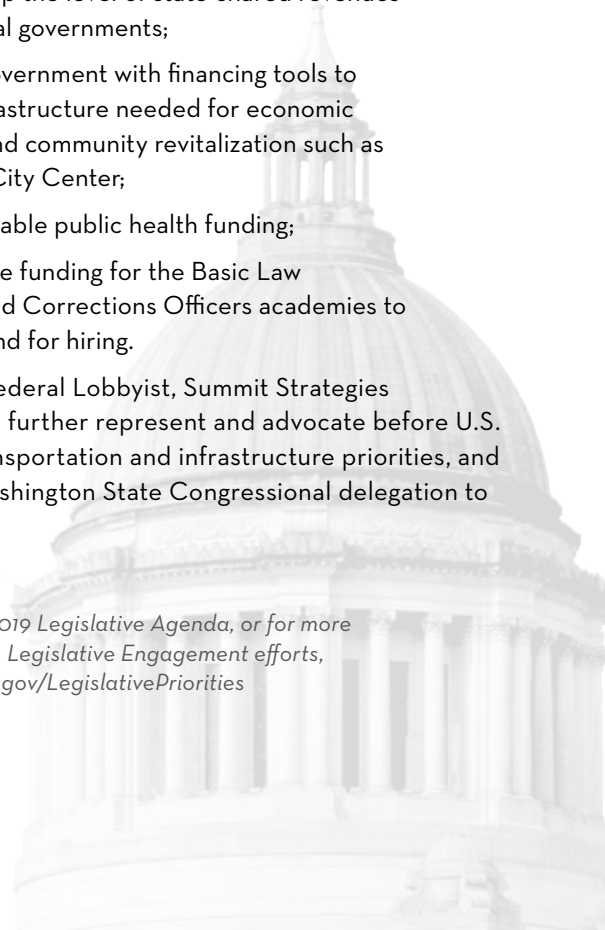 the level of state shared revenues
al governments;
overnment with financing tools to
astructure needed for economic
nd community revitalization such as
City Center;
able public health funding;
e funding for the Basic Law
d Corrections Officers academies to
nd for hiring.
ederal Lobbyist, Summit Strategies
further represent and advocate before U.S.
nsportation and infrastructure priorities, and
shington State Congressional delegation to
019 Legislative Agenda, or for more
Legislative Engagement efforts,
gov/LegislativePriorities